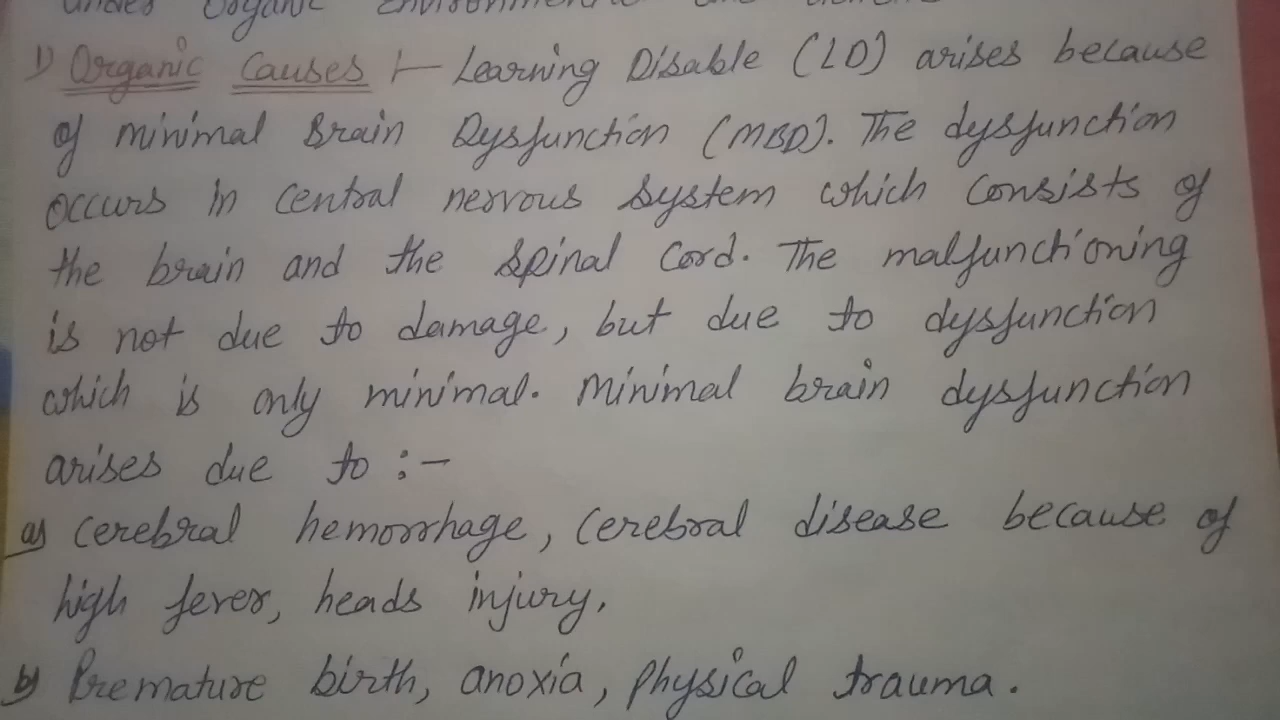 under Organic
1) Organic Causes :- Learning Disable (LD) arises because
of minimal Brain Dysfunction (MBD). The dysfunction
occurs in central nervous system which consists of
the brain and the spinal cord. The malfunctioning
is not due to damage, but due to dysfunction
which is only minimal. Minimal brain dysfunction
arises due to :-
a) Cerebral hemorrhage, Cerebral disease because of
high fever, heads injury,
b) Premature birth, anoxia, Physical trauma.